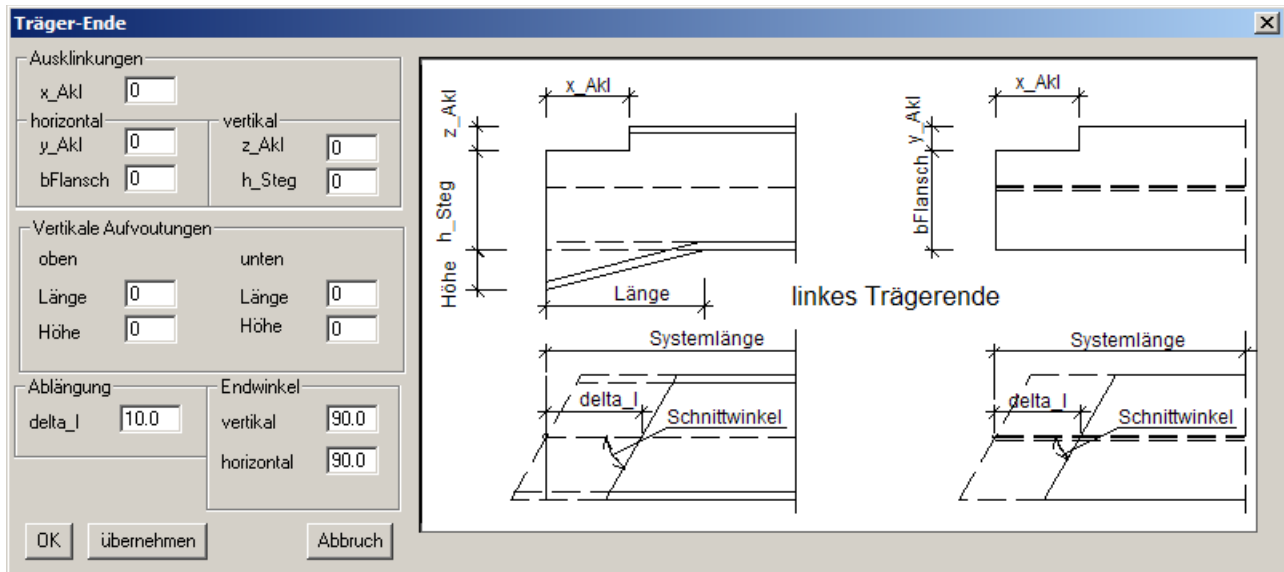 Träger-Ende
Ausklinkungen
x_Akl 0
horizontal
y_Akl 0
bFlansch 0
vertikal
z_Akl 0
h_Steg 0
Vertikale Aufvoutungen
oben
Länge 0
Höhe 0
unten
Länge 0
Höhe 0
Ablängung
delta_l 10.0
Endwinkel
vertikal 90.0
horizontal 90.0
OK
übernehmen
Abbruch
x_Akl
z_Akl
h_Steg
Höhe
Länge
x_Akl
y_Akl
bFlansch
linkes Trägerende
Systemlänge
delta_l
Schnittwinkel
Systemlänge
delta_l
Schnittwinkel